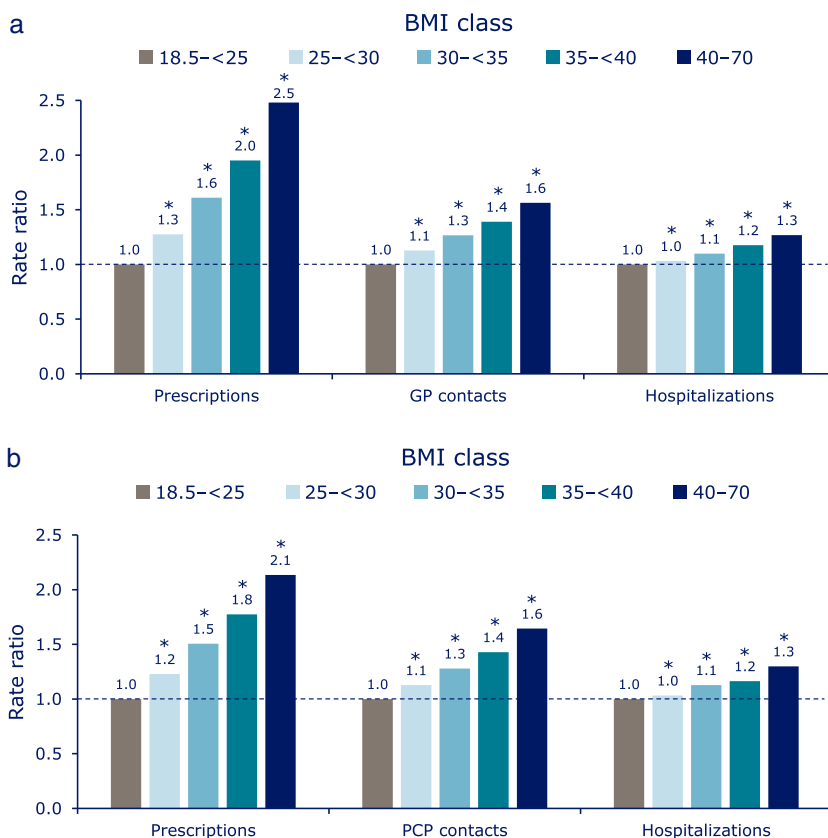 a
BMI class
18.5–<25 25–<30 30–<35 35–<40 40–70
Rate ratio
2.5
2.0
1.5
1.0
0.5
0.0
1.0 * 1.3 * 1.6 * 2.0 * 2.5
1.0 * 1.1 * 1.3 * 1.4 * 1.6
1.0 * 1.0 * 1.1 * 1.2 * 1.3
Prescriptions GP contacts Hospitalizations
b
BMI class
18.5–<25 25–<30 30–<35 35–<40 40–70
Rate ratio
2.5
2.0
1.5
1.0
0.5
0.0
1.0 * 1.2 * 1.5 * 1.8 * 2.1
1.0 * 1.1 * 1.3 * 1.4 * 1.6
1.0 * 1.0 * 1.1 * 1.2 * 1.3
Prescriptions PCP contacts Hospitalizations